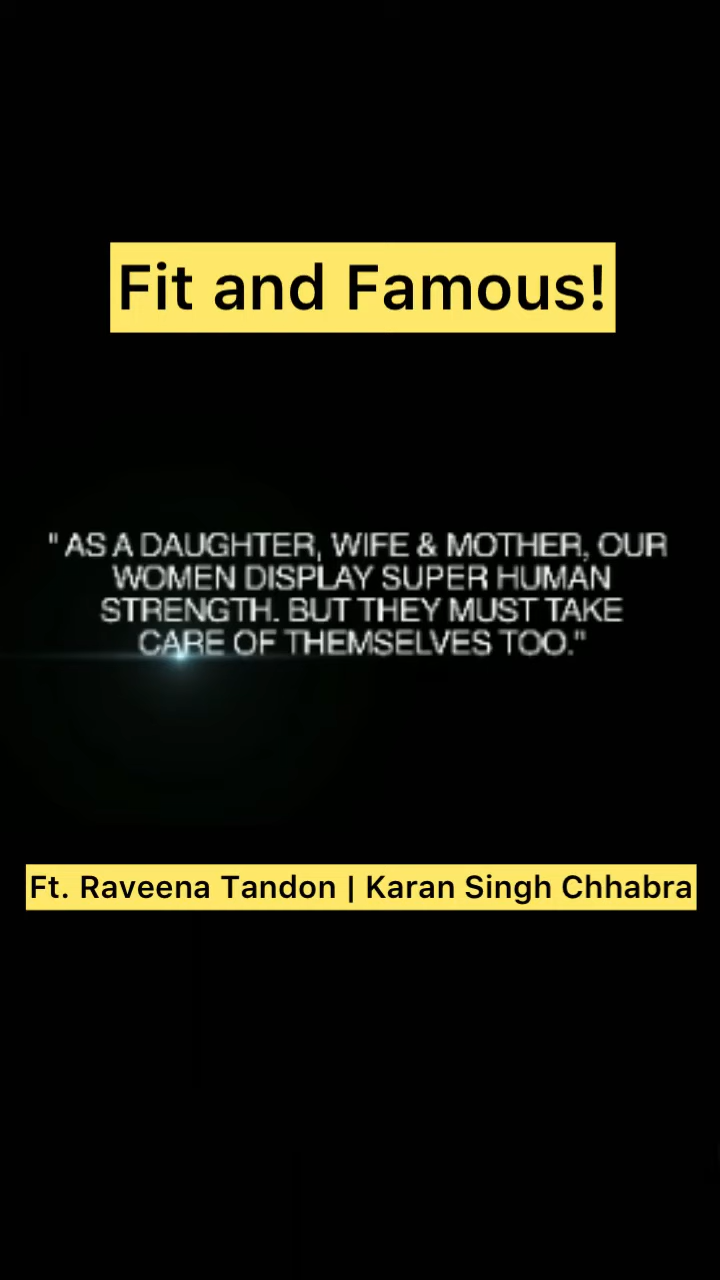 Fit and Famous!
" AS A DAUGHTER, WIFE & MOTHER, OUR
WOMEN DISPLAY SUPER HUMAN
STRENGTH. BUT THEY MUST TAKE
CARE OF THEMSELVES TOO."
Ft. Raveena Tandon | Karan Singh Chhabra